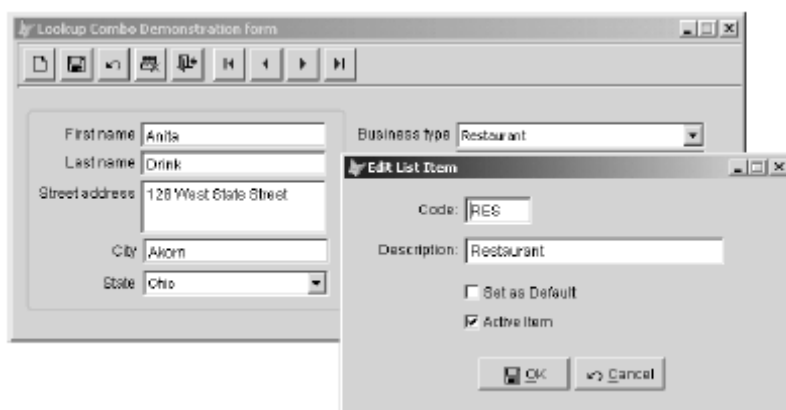 Lookup Combo Demonstration form
First name Anita
Last name Drink
Street address 128 West State Street
City Akorn
State Ohio
Business type Restaurant
Edit List Item
Code: RES
Description: Restaurant
Set as Default
Active Item
OK
Cancel